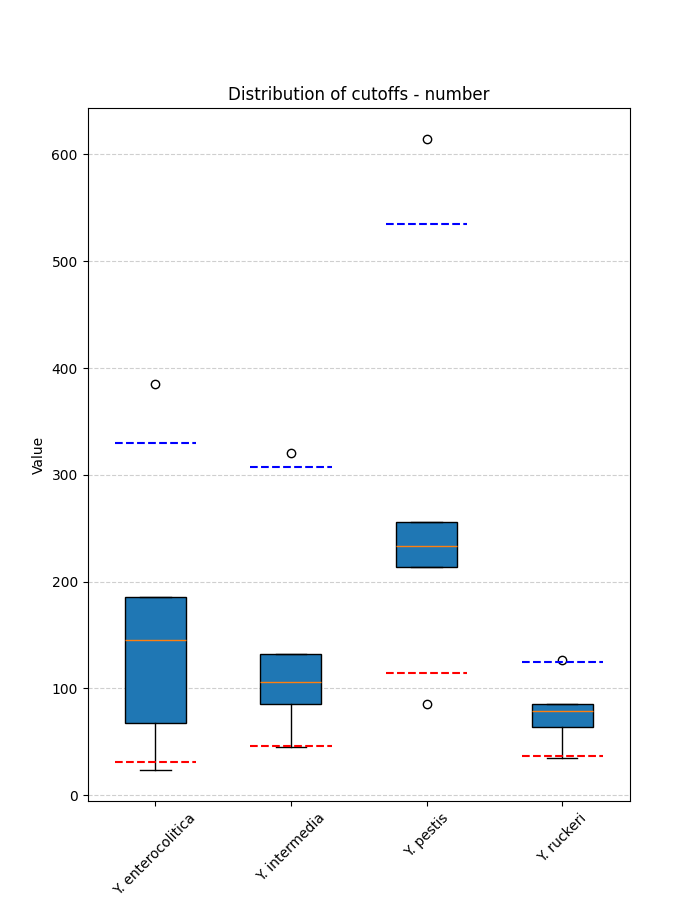 Distribution of cutoffs - number
600
500
400
300
200
100
0
Value
Y. enterocolitica
Y. intermedia
Y. pestis
Y. ruckeri